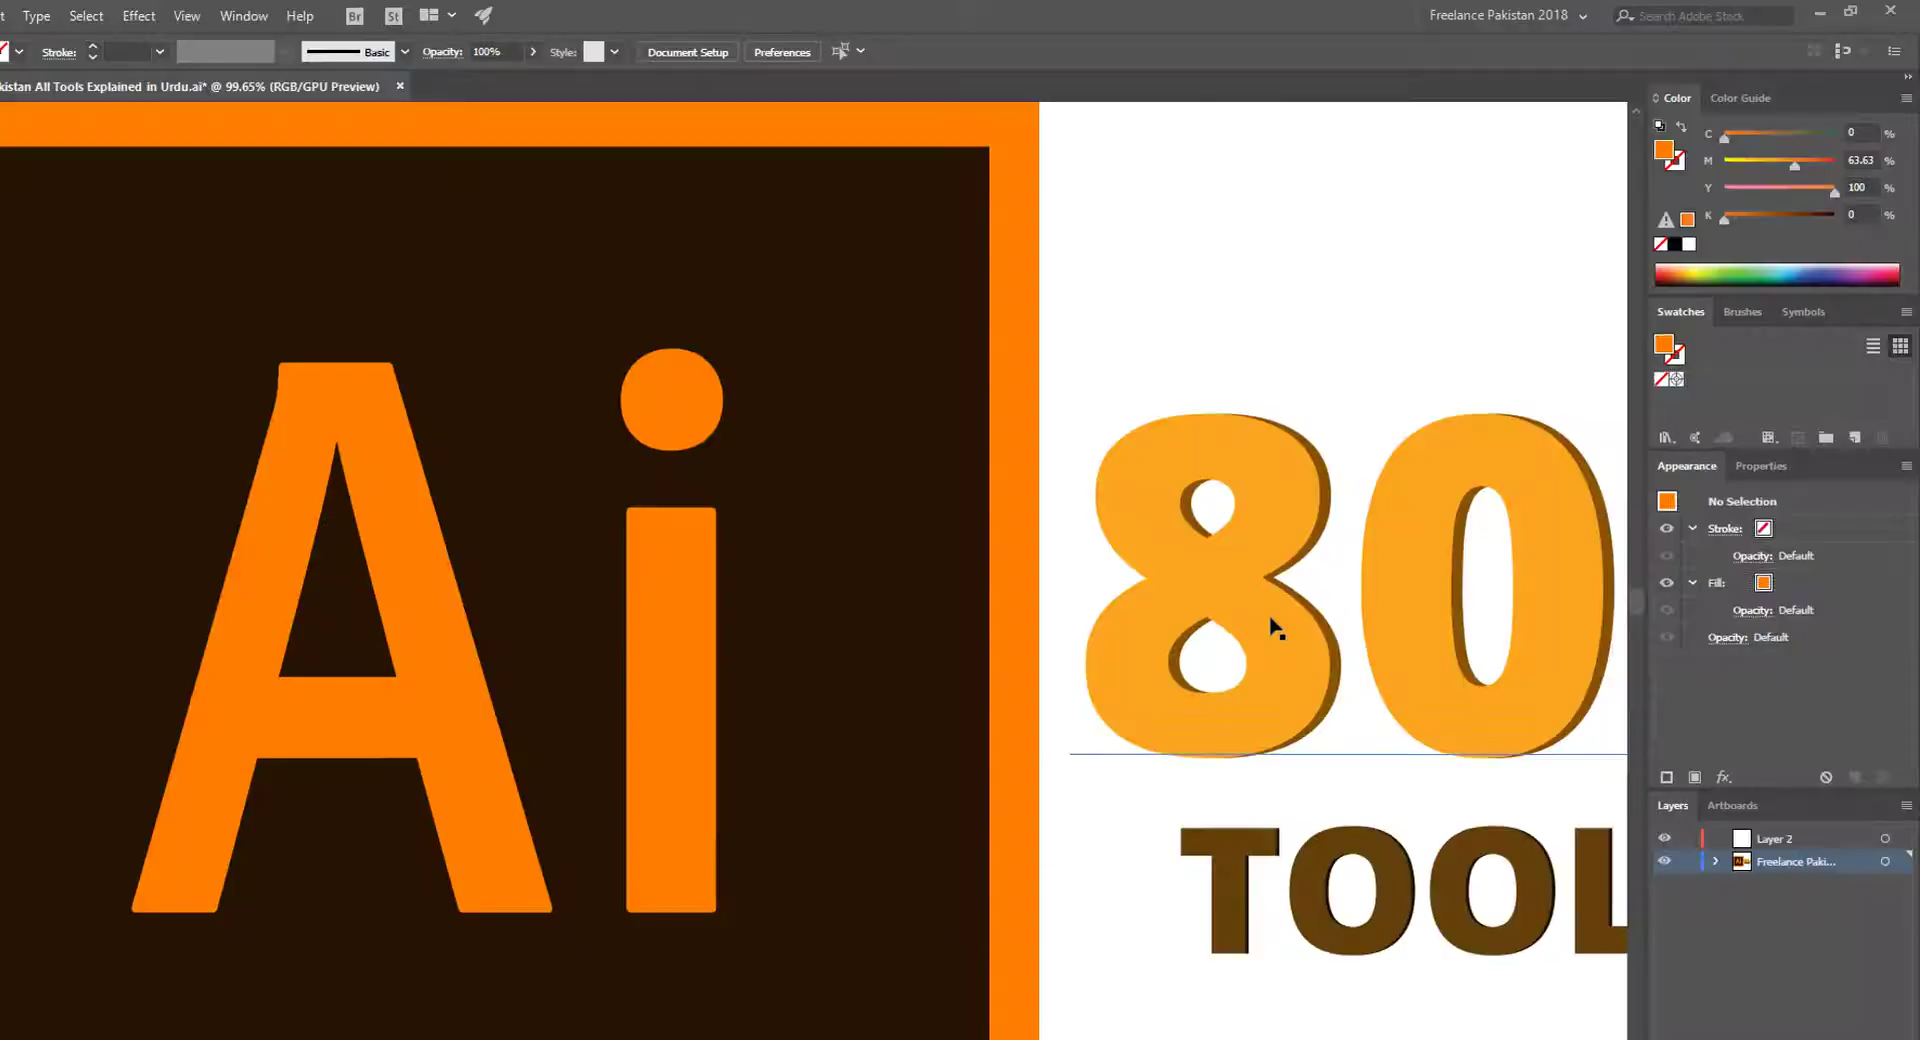 t Type Select Effect View Window Help Br St Freelance Pakistan 2018 Search Adobe Stock
Stroke: Basic Opacity: 100% Style: Document Setup Preferences
kistan All Tools Explained in Urdu.ai* @ 99.65% (RGB/GPU Preview)
Color Color Guide
C 0 %
M 63.63 %
Y 100 %
K 0 %
Swatches Brushes Symbols
Appearance Properties
No Selection
Stroke:
Opacity: Default
Fill:
Opacity: Default
Opacity: Default
fx.
Layers Artboards
Layer 2
Freelance Paki...
Ai
80
TOOL